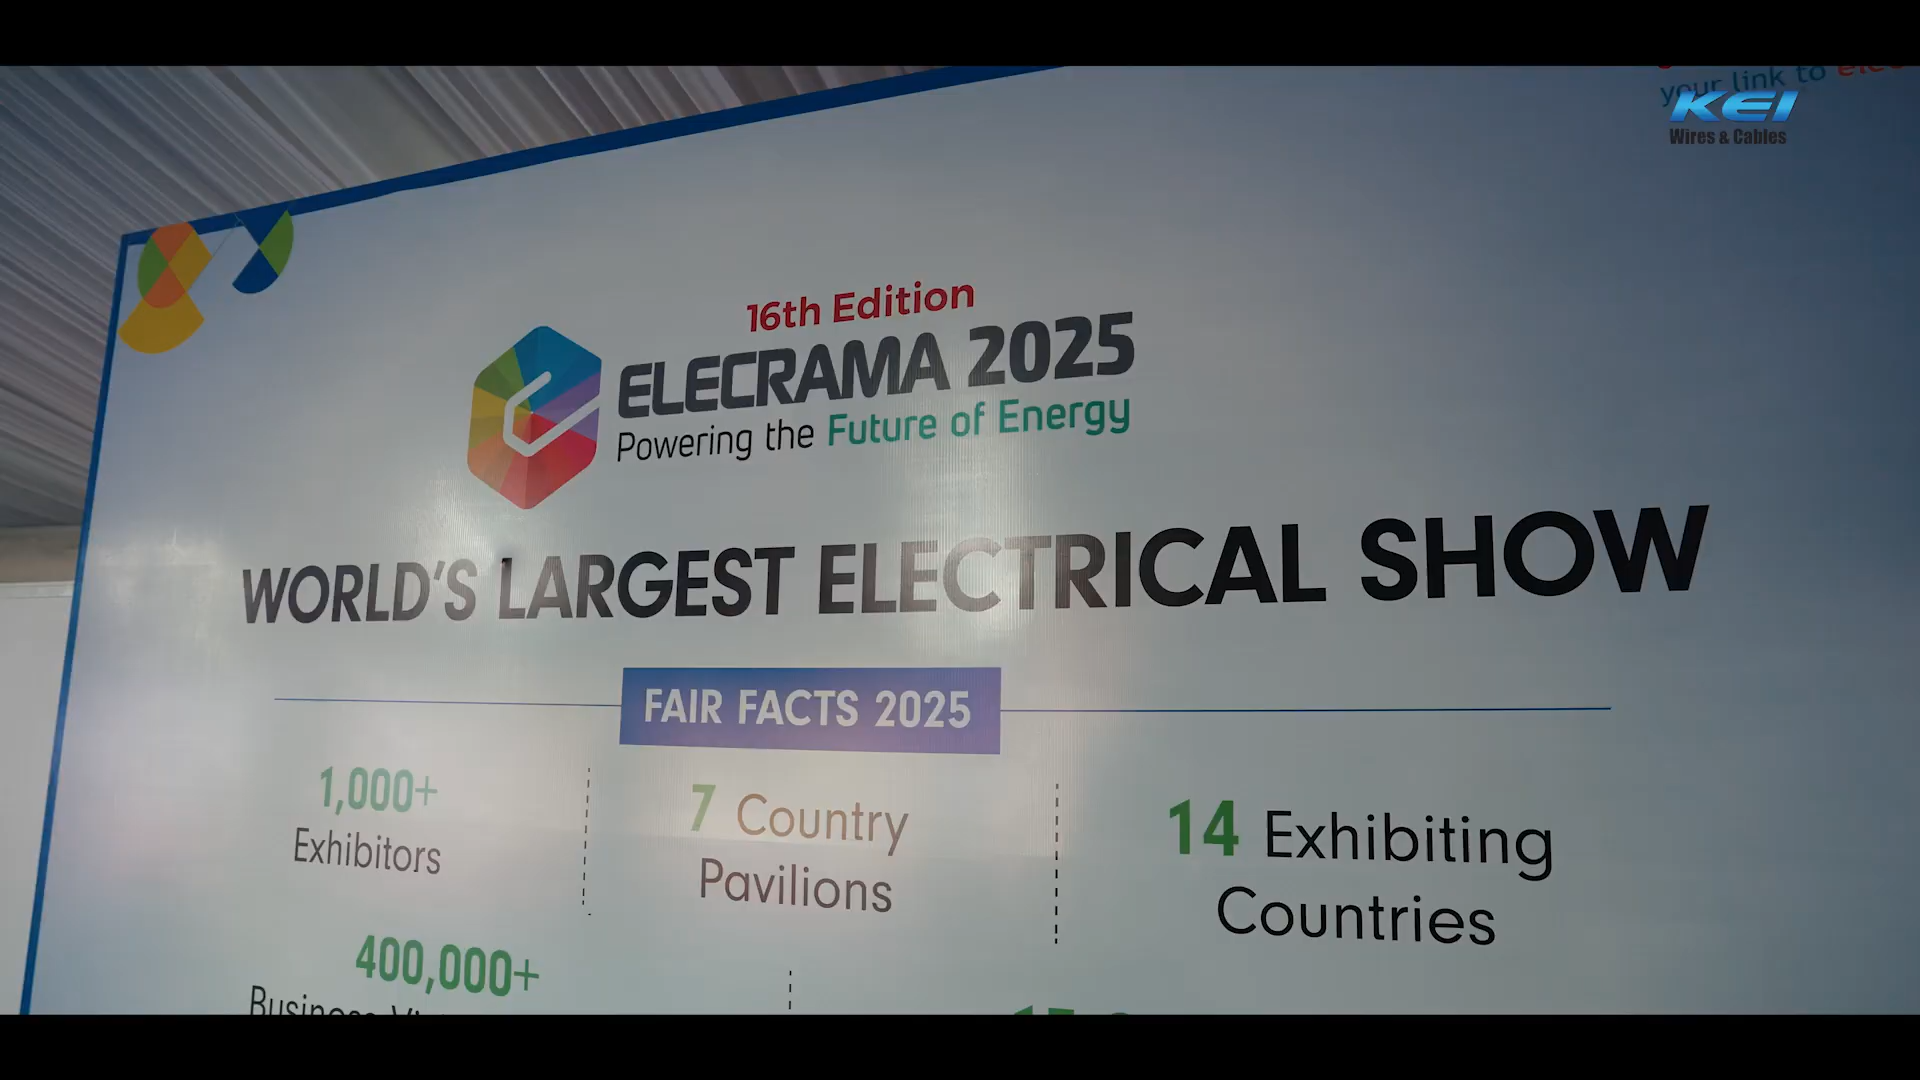 your link to
KEI
Wires & Cables
16th Edition
ELECRAMA 2025
Powering the Future of Energy
WORLD'S LARGEST ELECTRICAL SHOW
FAIR FACTS 2025
1,000+
Exhibitors
7 Country
Pavilions
14 Exhibiting
Countries
400,000+
Business